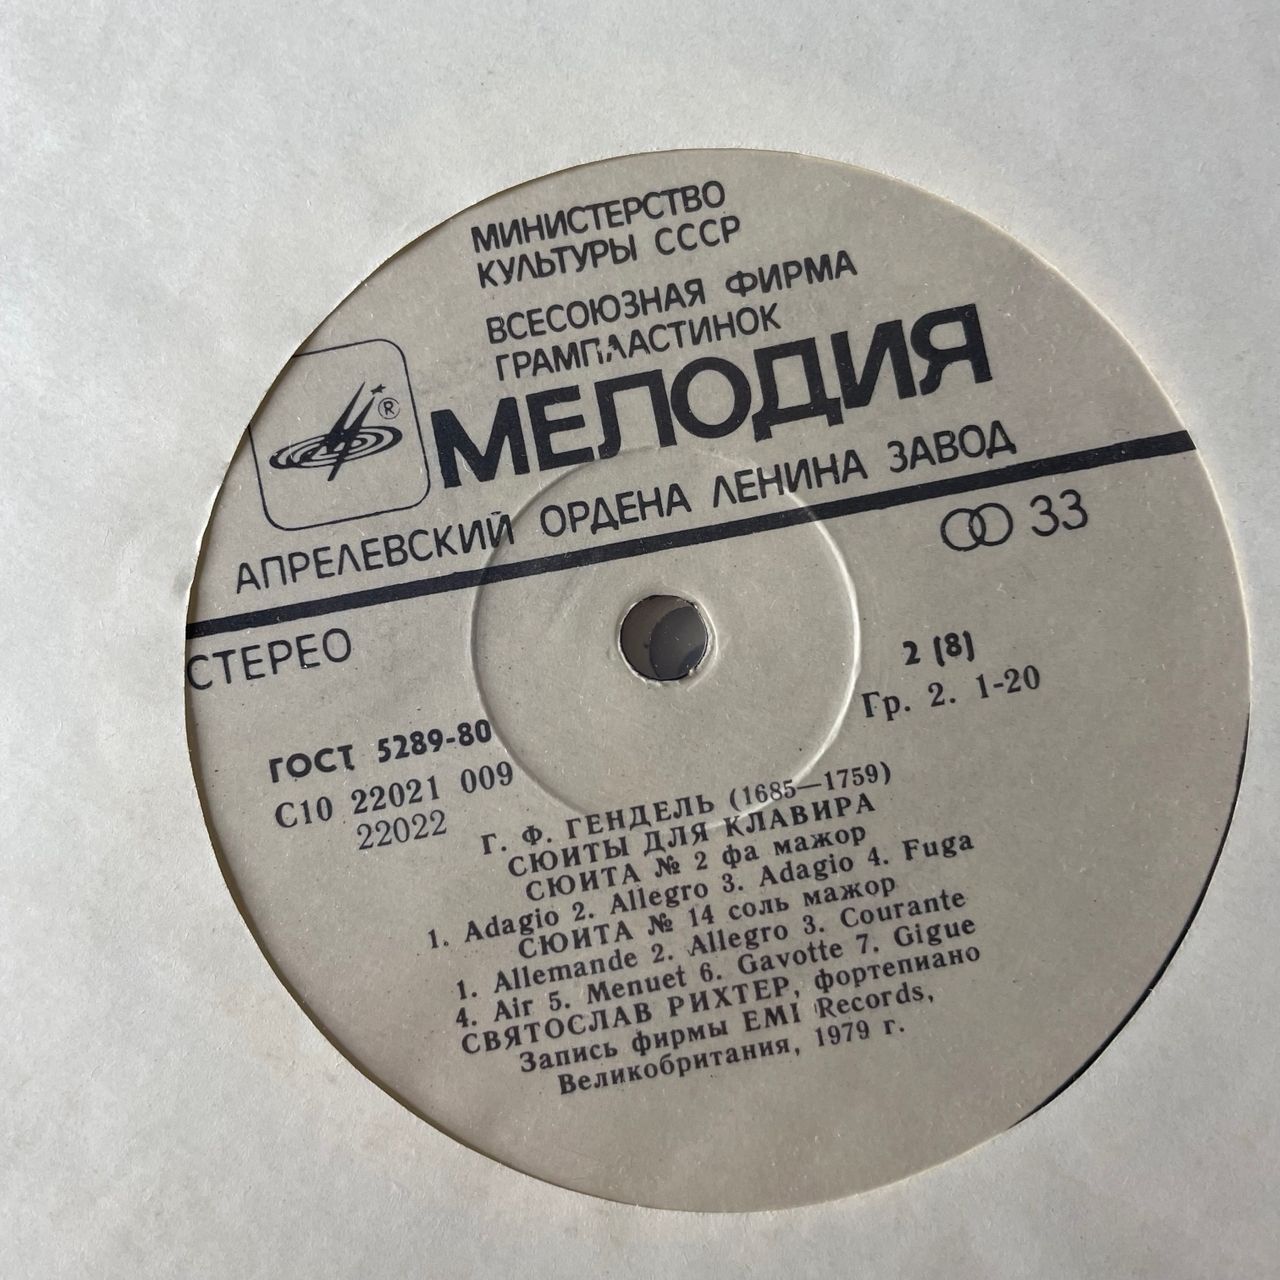 МИНИСТЕРСТВО
КУЛЬТУРЫ СССР
ВСЕСОЮЗНАЯ ФИРМА
ГРАМПЛАСТИНОК
®
МЕЛОДИЯ
АПРЕЛЕВСКИЙ ОРДЕНА ЛЕНИНА ЗАВОД
33
СТЕРЕО
2 (8)
Гр. 2. 1-20
ГОСТ 5289-80
С10 22021 009
22022
Г. Ф. ГЕНДЕЛЬ (1685—1759)
СЮИТЫ ДЛЯ КЛАВИРА
СЮИТА № 2 фа мажор
1. Adagio 2. Allegro 3. Adagio 4. Fuga
СЮИТА № 14 соль мажор
1. Allemande 2. Allegro 3. Courante
4. Air 5. Menuet 6. Gavotte 7. Gigue
СВЯТОСЛАВ РИХТЕР, фортепиано
Запись фирмы EMI Records,
Великобритания, 1979 г.